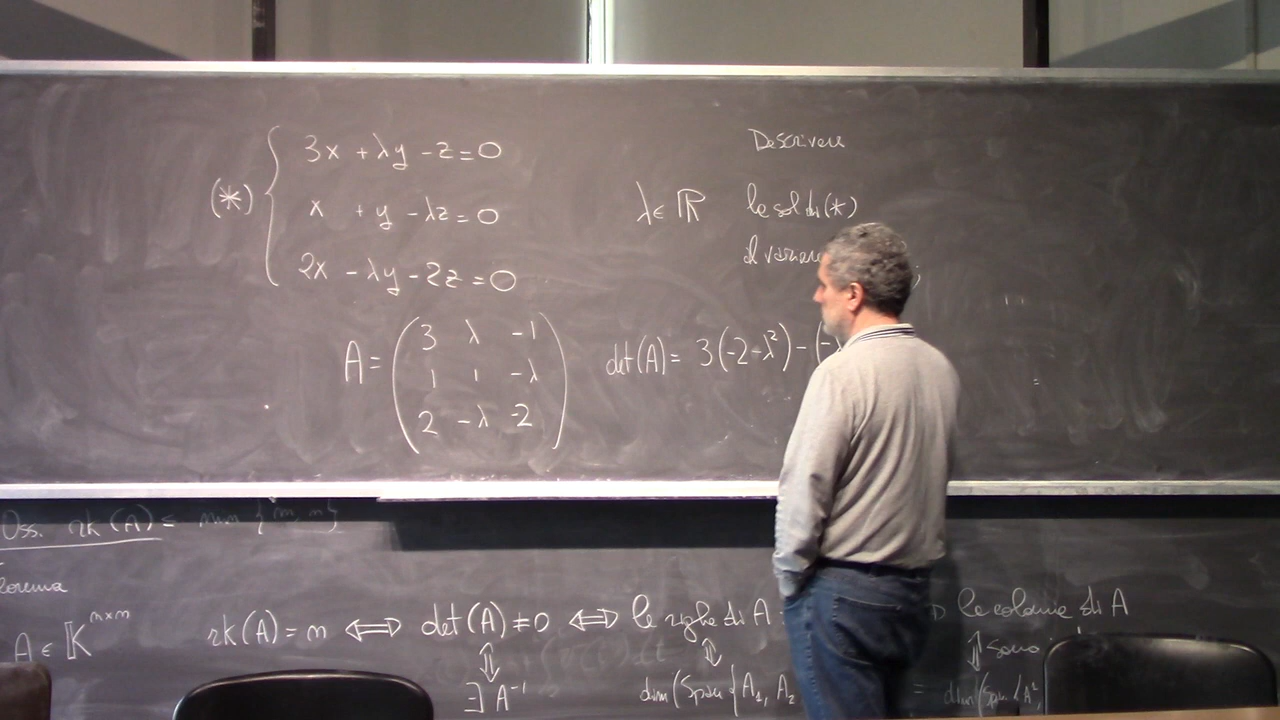 (*) { 3x + λy - z = 0
x + y - λz = 0
2x - λy - 2z = 0
λ ∈ ℝ
Descrivere
le sol di (*)
al variare
A = ( 3 λ -1
1 1 -λ
2 -λ -2 )
det(A) = 3(-2-λ²) - (-λ
Oss. rk(A) = min {m, n}
A ∈ 𝕂^{n×n} rk(A) = n ⟺ det(A) ≠ 0 ⟺ le righe di A le colonne di A
⇕ ⇕ ⇕ sono
∃ A⁻¹ dim(Span{A₁, A₂ = dim(Span{A¹,